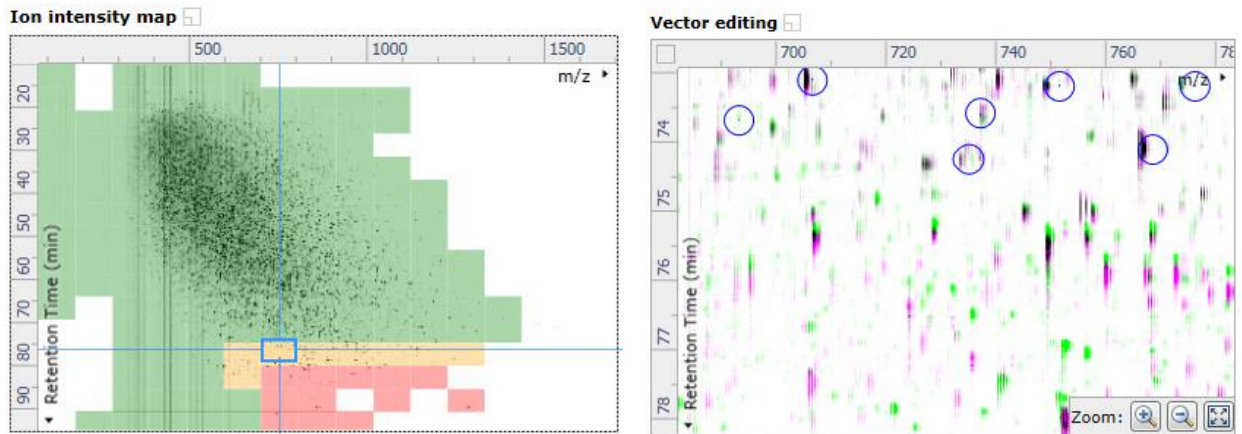 Ion intensity map
500 1000 1500
m/z
20
30
40
50
60
70
80
90
Retention Time (min)
Vector editing
700 720 740 760 78
m/z
74
75
76
77
78
Retention Time (min)
Zoom: